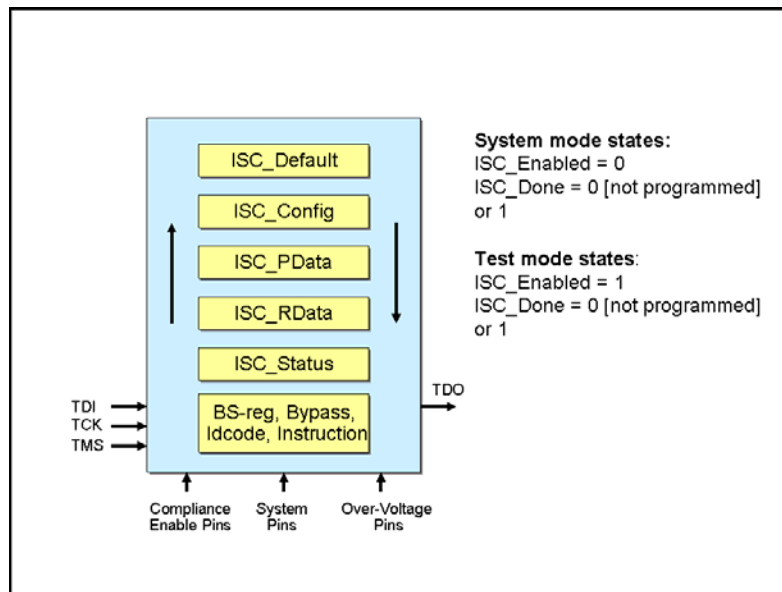 ISC_Default
ISC_Config
ISC_PData
ISC_RData
ISC_Status
BS-reg, Bypass,
Idcode, Instruction
TDI
TCK
TMS
TDO
Compliance
Enable Pins
System
Pins
Over-Voltage
Pins
System mode states:
ISC_Enabled = 0
ISC_Done = 0 [not programmed]
or 1
Test mode states:
ISC_Enabled = 1
ISC_Done = 0 [not programmed]
or 1